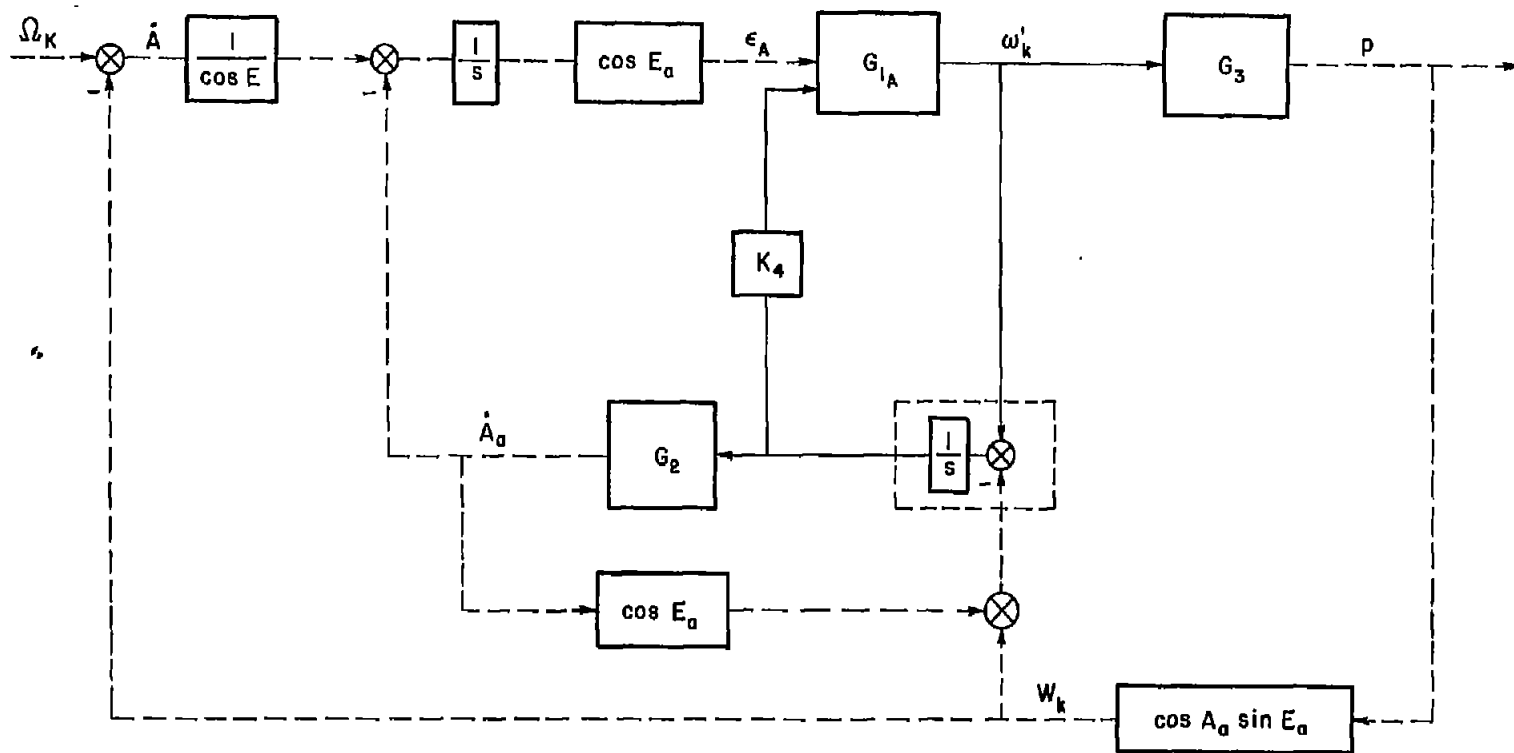 Ω_K
Ȧ
1
cos E
1
s
cos E_a
ϵ_A
G_1_A
ω'_k
G_3
p
−
−
K_4
Ȧ_a
G_2
1
s
−
cos E_a
W_k
cos A_a sin E_a